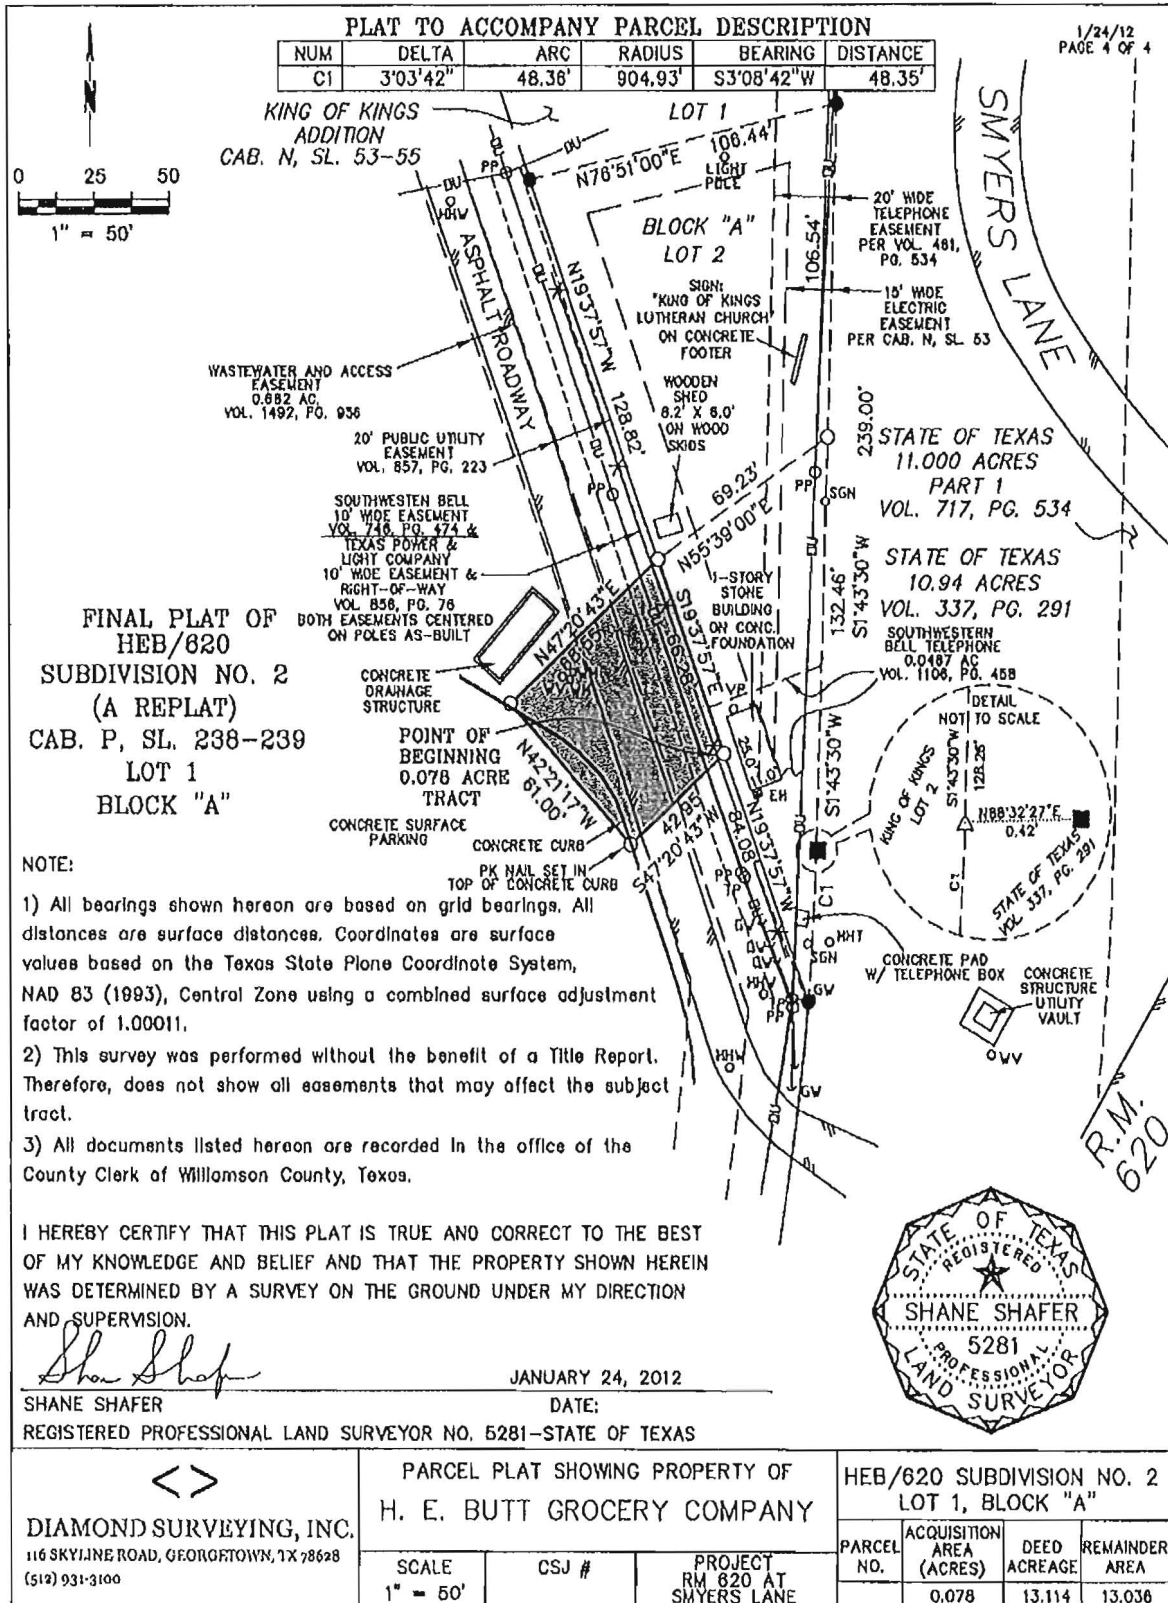 PLAT TO ACCOMPANY PARCEL DESCRIPTION
1/24/12
PAGE 4 OF 4
NUM DELTA ARC RADIUS BEARING DISTANCE
C1 3°03'42" 48.36' 904.93' S3°08'42"W 48.35'
KING OF KINGS
ADDITION
CAB. N, SL. 53-55
0 25 50
1" = 50'
LOT 1
N76°51'00"E 106.44'
LIGHT
POLE
SMYERS LANE
BLOCK "A"
LOT 2
20' WIDE
TELEPHONE
EASEMENT
PER VOL. 481,
PG. 534
106.54'
15' WIDE
ELECTRIC
EASEMENT
PER CAB. N, SL. 53
SIGN:
"KING OF KINGS
LUTHERAN CHURCH"
ON CONCRETE
FOOTER
ASPHALT ROADWAY
N19°37'57"W 128.82'
WASTEWATER AND ACCESS
EASEMENT
0.682 AC.
VOL. 1492, PG. 936
WOODEN
SHED
8.2' X 6.0'
ON WOOD
SKIDS
20' PUBLIC UTILITY
EASEMENT
VOL. 857, PG. 223
239.00'
STATE OF TEXAS
11.000 ACRES
PART 1
VOL. 717, PG. 534
SOUTHWESTEN BELL
10' WIDE EASEMENT
VOL. 746, PG. 474 &
TEXAS POWER &
LIGHT COMPANY
10' WIDE EASEMENT &
RIGHT-OF-WAY
VOL 856, PG. 76
BOTH EASEMENTS CENTERED
ON POLES AS-BUILT
69.23'
N55°39'00"E
PP
SGN
STATE OF TEXAS
10.94 ACRES
VOL. 337, PG. 291
132.46'
S1°43'30"W
1-STORY
STONE
BUILDING
ON CONC.
FOUNDATION
SOUTHWESTERN
BELL TELEPHONE
0.0487 AC
VOL. 1106, PG. 458
FINAL PLAT OF
HEB/620
SUBDIVISION NO. 2
(A REPLAT)
CAB. P, SL. 238-239
LOT 1
BLOCK "A"
N47°20'43"E
S19°37'57"E
CONCRETE
DRAINAGE
STRUCTURE
VP
POINT OF
BEGINNING
0.078 ACRE
TRACT
25.0'
EH
S1°43'30"W
DETAIL
NOT TO SCALE
KING OF KINGS
LOT 2
S1°43'30"W
128.26'
N88°32'27"E
0.42'
C1
STATE OF TEXAS
VOL 337, PG. 291
N42°21'17"W
61.00'
CONCRETE SURFACE
PARKING
CONCRETE CURB
PK NAIL SET IN
TOP OF CONCRETE CURB
42.95'
S47°20'43"W
84.08'
N19°37'57"W
C1
PP
TP
SGN
CONCRETE PAD
W/ TELEPHONE BOX
CONCRETE
STRUCTURE
UTILITY
VAULT
WV
GW
PP
GW
R.M.
620
NOTE:
1) All bearings shown hereon are based on grid bearings. All
distances are surface distances. Coordinates are surface
values based on the Texas State Plane Coordinate System,
NAD 83 (1993), Central Zone using a combined surface adjustment
factor of 1.00011.
2) This survey was performed without the benefit of a Title Report.
Therefore, does not show all easements that may affect the subject
tract.
3) All documents listed hereon are recorded in the office of the
County Clerk of Williamson County, Texas.
I HEREBY CERTIFY THAT THIS PLAT IS TRUE AND CORRECT TO THE BEST
OF MY KNOWLEDGE AND BELIEF AND THAT THE PROPERTY SHOWN HEREIN
WAS DETERMINED BY A SURVEY ON THE GROUND UNDER MY DIRECTION
AND SUPERVISION.
JANUARY 24, 2012
SHANE SHAFER DATE:
REGISTERED PROFESSIONAL LAND SURVEYOR NO. 5281-STATE OF TEXAS
STATE OF TEXAS
REGISTERED
SHANE SHAFER
5281
PROFESSIONAL
LAND SURVEYOR
DIAMOND SURVEYING, INC.
116 SKYLINE ROAD, GEORGETOWN, TX 78628
(512) 931-3100
PARCEL PLAT SHOWING PROPERTY OF
H. E. BUTT GROCERY COMPANY
SCALE
1" = 50'
CSJ #
PROJECT
RM 620 AT
SMYERS LANE
HEB/620 SUBDIVISION NO. 2
LOT 1, BLOCK "A"
PARCEL
NO.
ACQUISITION
AREA
(ACRES)
DEED
ACREAGE
REMAINDER
AREA
0.078 13.114 13.036